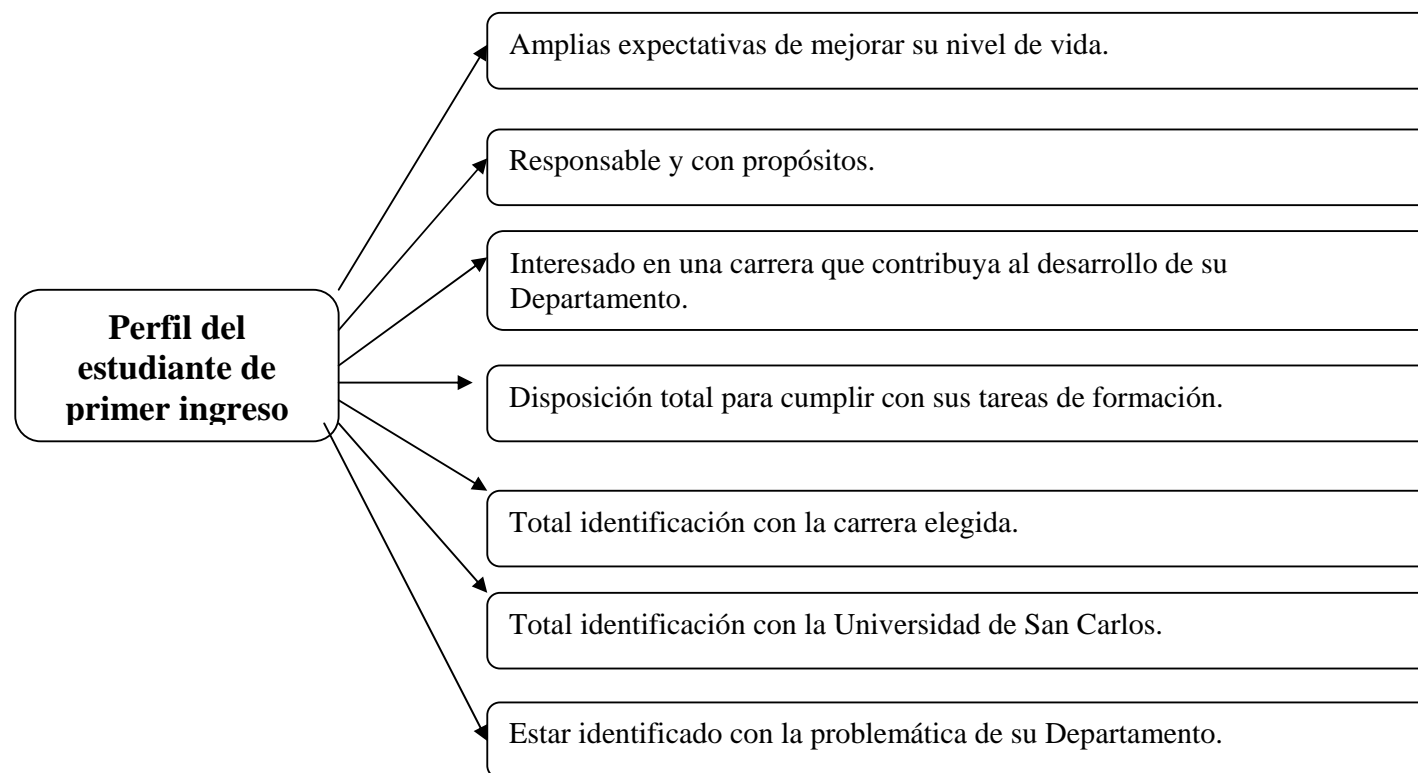 Amplias expectativas de mejorar su nivel de vida.
Responsable y con propósitos.
Interesado en una carrera que contribuya al desarrollo de su
Departamento.
Perfil del
estudiante de
primer ingreso
Disposición total para cumplir con sus tareas de formación.
Total identificación con la carrera elegida.
Total identificación con la Universidad de San Carlos.
Estar identificado con la problemática de su Departamento.